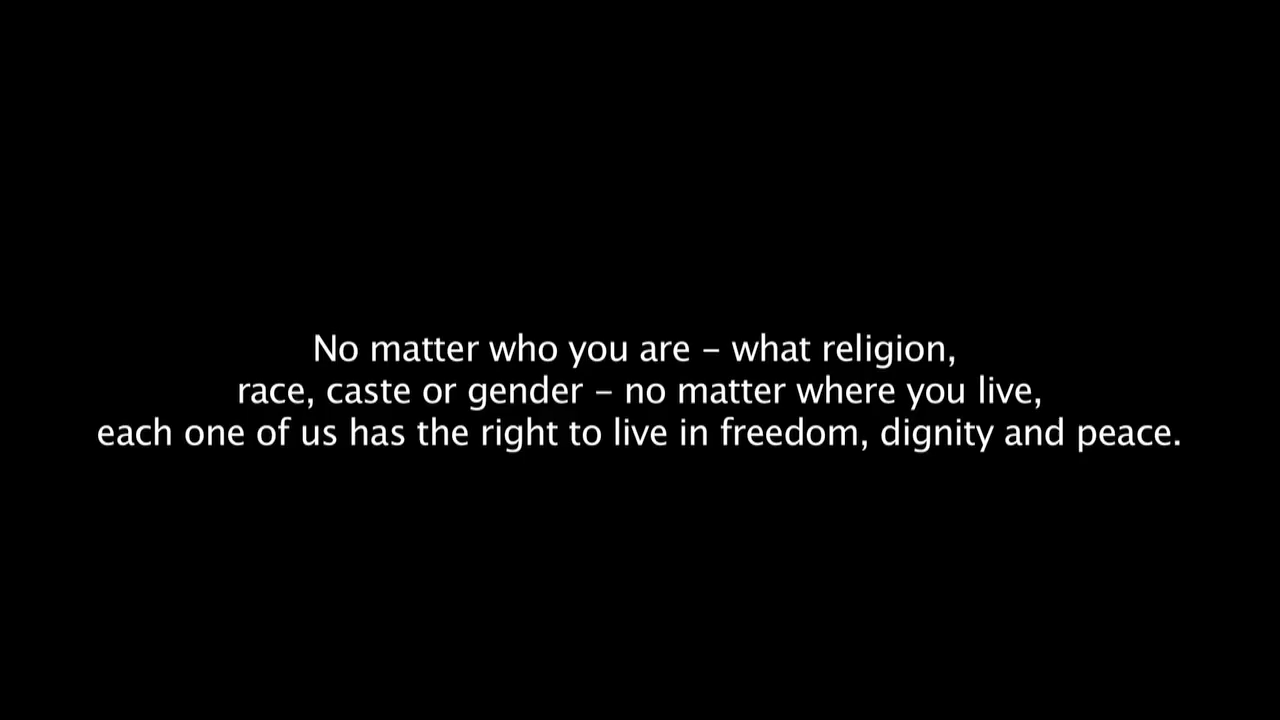 No matter who you are – what religion,
race, caste or gender – no matter where you live,
each one of us has the right to live in freedom, dignity and peace.